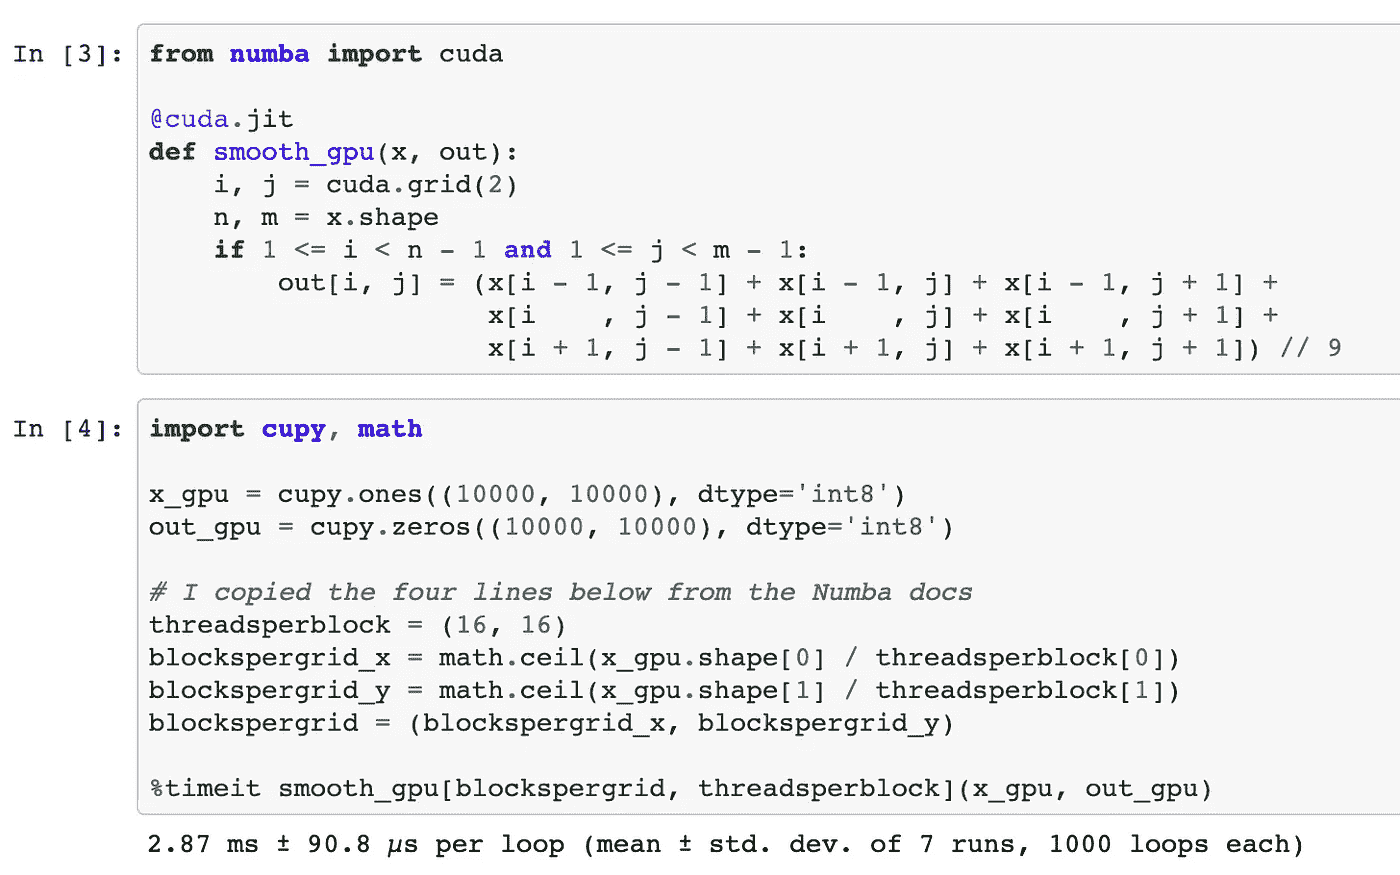 In [3]: from numba import cuda
@cuda.jit
def smooth_gpu(x, out):
    i, j = cuda.grid(2)
    n, m = x.shape
    if 1 <= i < n - 1 and 1 <= j < m - 1:
        out[i, j] = (x[i - 1, j - 1] + x[i - 1, j] + x[i - 1, j + 1] +
                     x[i    , j - 1] + x[i    , j] + x[i    , j + 1] +
                     x[i + 1, j - 1] + x[i + 1, j] + x[i + 1, j + 1]) // 9
In [4]: import cupy, math
x_gpu = cupy.ones((10000, 10000), dtype='int8')
out_gpu = cupy.zeros((10000, 10000), dtype='int8')
# I copied the four lines below from the Numba docs
threadsperblock = (16, 16)
blockspergrid_x = math.ceil(x_gpu.shape[0] / threadsperblock[0])
blockspergrid_y = math.ceil(x_gpu.shape[1] / threadsperblock[1])
blockspergrid = (blockspergrid_x, blockspergrid_y)
%timeit smooth_gpu[blockspergrid, threadsperblock](x_gpu, out_gpu)
2.87 ms ± 90.8 µs per loop (mean ± std. dev. of 7 runs, 1000 loops each)